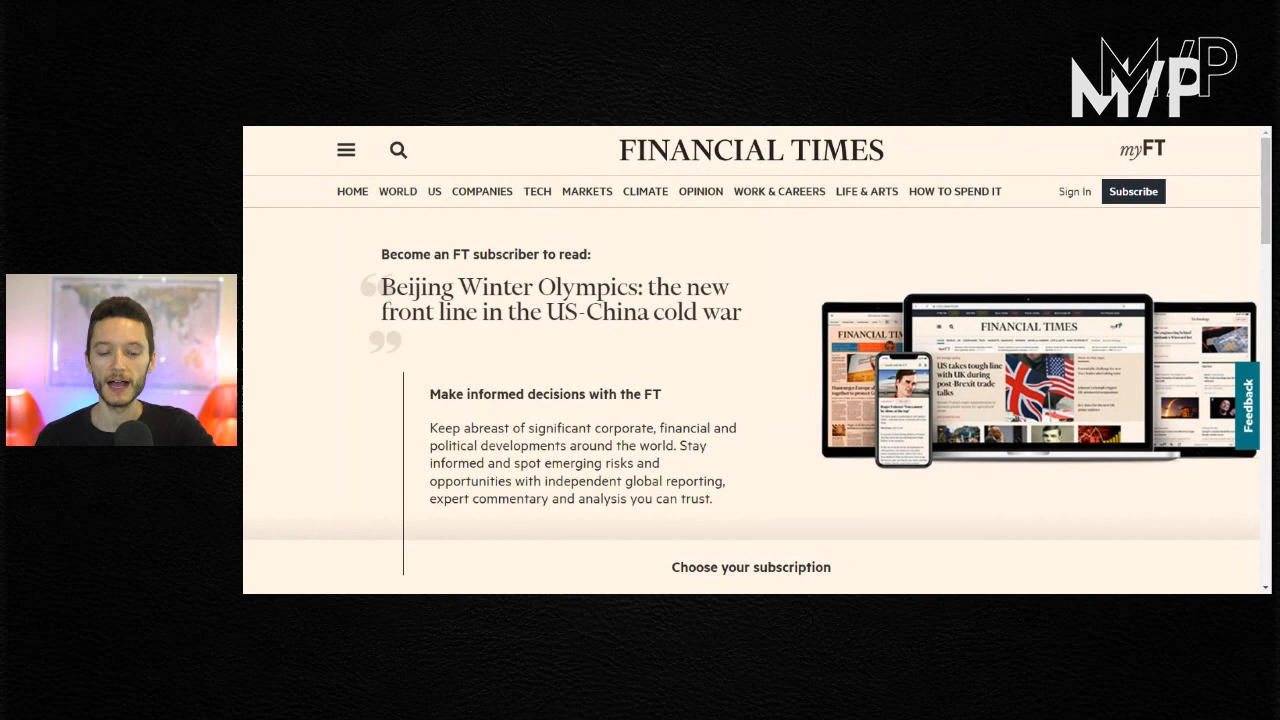 M/P
M/P
FINANCIAL TIMES
myFT
HOME WORLD US COMPANIES TECH MARKETS CLIMATE OPINION WORK & CAREERS LIFE & ARTS HOW TO SPEND IT
Sign In Subscribe
Become an FT subscriber to read:
“Beijing Winter Olympics: the new
front line in the US-China cold war
”
Make informed decisions with the FT
Keep abreast of significant corporate, financial and
political developments around the world. Stay
informed and spot emerging risks and
opportunities with independent global reporting,
expert commentary and analysis you can trust.
FINANCIAL TIMES
US takes tough line
with UK during
post-Brexit trade
talks
FINANCIAL TIM
Technology
Feedback
Choose your subscription